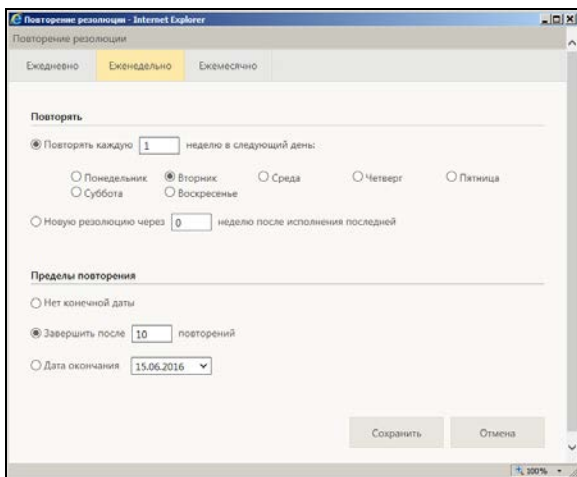 Повторение резолюции - Internet Explorer
Повторение резолюции
Ежедневно Еженедельно Ежемесячно
Повторять
Повторять каждую 1 неделю в следующий день:
Понедельник Вторник Среда Четверг Пятница
Суббота Воскресенье
Новую резолюцию через 0 неделю после исполнения последней
Пределы повторения
Нет конечной даты
Завершить после 10 повторений
Дата окончания 15.06.2016
Сохранить Отмена
100%